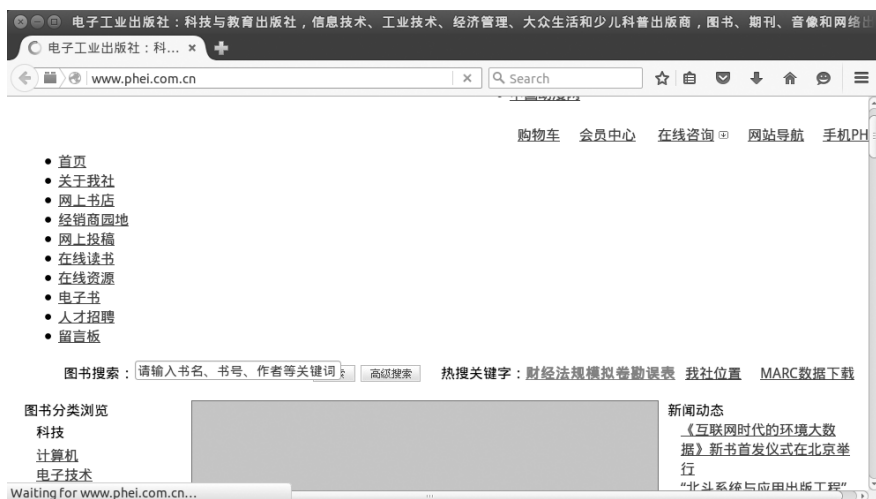 电子工业出版社：科技与教育出版社，信息技术、工业技术、经济管理、大众生活和少儿科普出版商，图书、期刊、音像和网络出
电子工业出版社：科...
www.phei.com.cn
Search
购物车 会员中心 在线咨询 网站导航 手机PH
首页
关于我社
网上书店
经销商园地
网上投稿
在线读书
在线资源
电子书
人才招聘
留言板
图书搜索： 请输入书名、书号、作者等关键词 高级搜索 热搜关键字：财经法规模拟卷勘误表 我社位置 MARC数据下载
图书分类浏览
科技
计算机
电子技术
新闻动态
《互联网时代的环境大数
据》新书首发仪式在北京举
行
“北斗系统与应用出版工程”
Waiting for www.phei.com.cn...